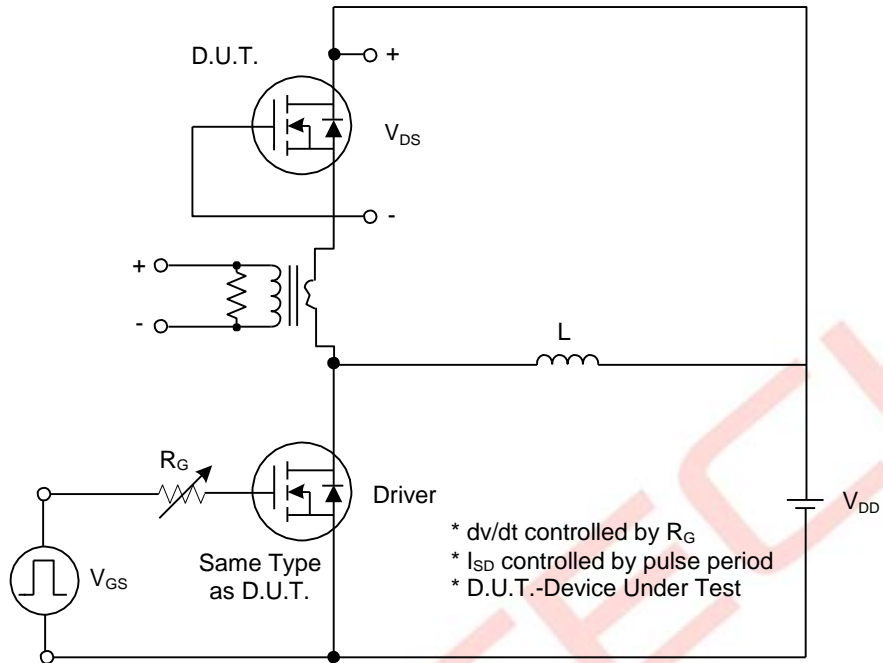 D.U.T.
+
VDS
-
+
-
L
RG
Driver
VDD
VGS
Same Type
as D.U.T.
* dv/dt controlled by RG
* ISD controlled by pulse period
* D.U.T.-Device Under Test